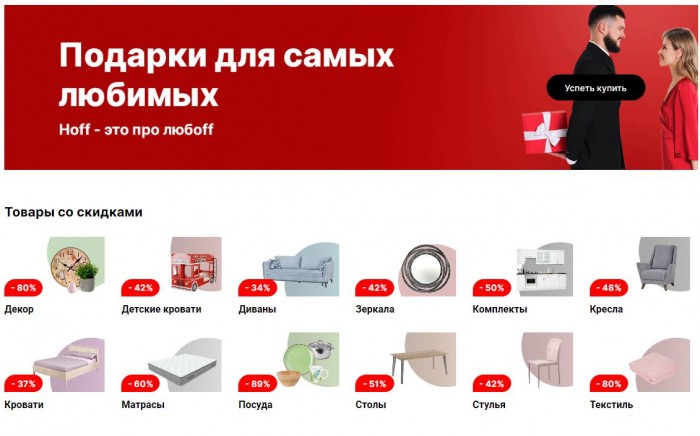 Подарки для самых
любимых
Hoff - это про любоff
Успеть купить
Товары со скидками
- 80%
- 42%
- 34%
- 42%
- 50%
- 48%
Декор
Детские кровати
Диваны
Зеркала
Комплекты
Кресла
- 37%
- 60%
- 89%
- 51%
- 42%
- 80%
Кровати
Матрасы
Посуда
Столы
Стулья
Текстиль